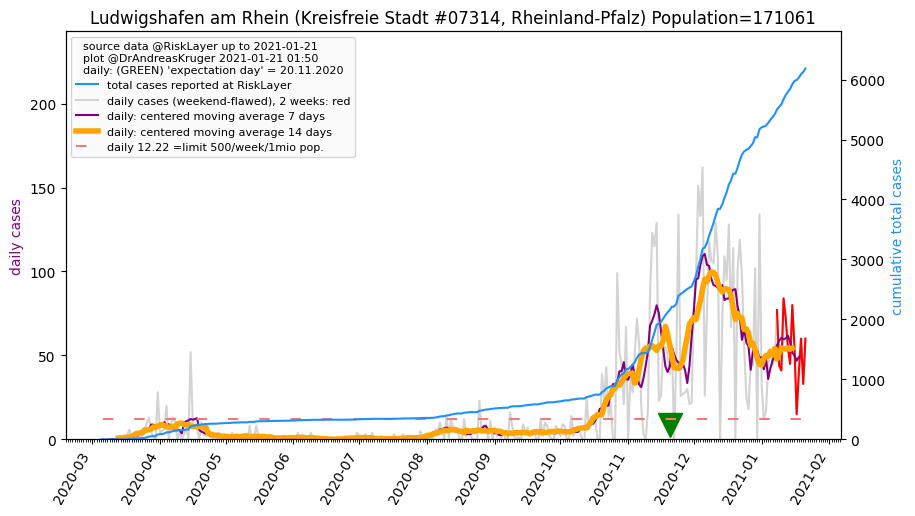 Ludwigshafen am Rhein (Kreisfreie Stadt #07314, Rheinland-Pfalz) Population=171061
source data @RiskLayer up to 2021-01-21
plot @DrAndreasKruger 2021-01-21 01:50
daily: (GREEN) 'expectation day' = 20.11.2020
total cases reported at RiskLayer
daily cases (weekend-flawed), 2 weeks: red
daily: centered moving average 7 days
daily: centered moving average 14 days
daily 12.22 =limit 500/week/1mio pop.
daily cases
200
150
100
50
0
cumulative total cases
6000
5000
4000
3000
2000
1000
0
2020-03
2020-04
2020-05
2020-06
2020-07
2020-08
2020-09
2020-10
2020-11
2020-12
2021-01
2021-02